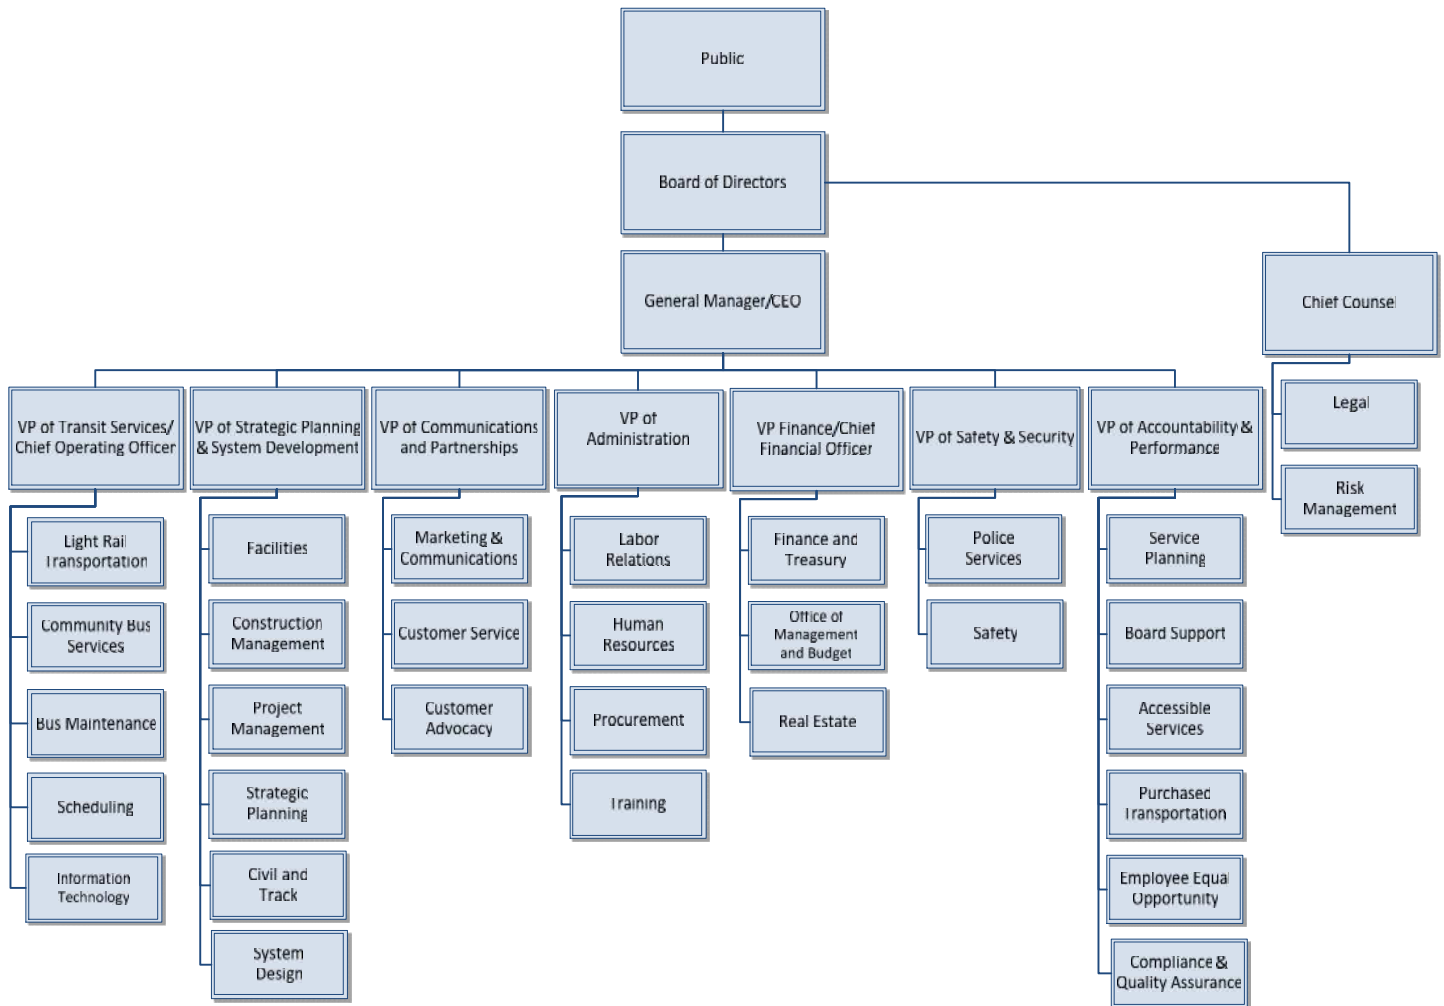 Public
Board of Directors
General Manager/CEO
Chief Counsel
VP of Transit Services/
Chief Operating Officer
VP of Strategic Planning
& System Development
VP of Communications
and Partnerships
VP of
Administration
VP Finance/Chief
Financial Officer
VP of Safety & Security
VP of Accountability &
Performance
Legal
Risk
Management
Light Rail
Transportation
Community Bus
Services
Bus Maintenance
Scheduling
Information
Technology
Facilities
Construction
Management
Project
Management
Strategic
Planning
Civil and
Track
System
Design
Marketing &
Communications
Customer Service
Customer
Advocacy
Labor
Relations
Human
Resources
Procurement
Training
Finance and
Treasury
Office of
Management
and Budget
Real Estate
Police
Services
Safety
Service
Planning
Board Support
Accessible
Services
Purchased
Transportation
Employee Equal
Opportunity
Compliance &
Quality Assurance